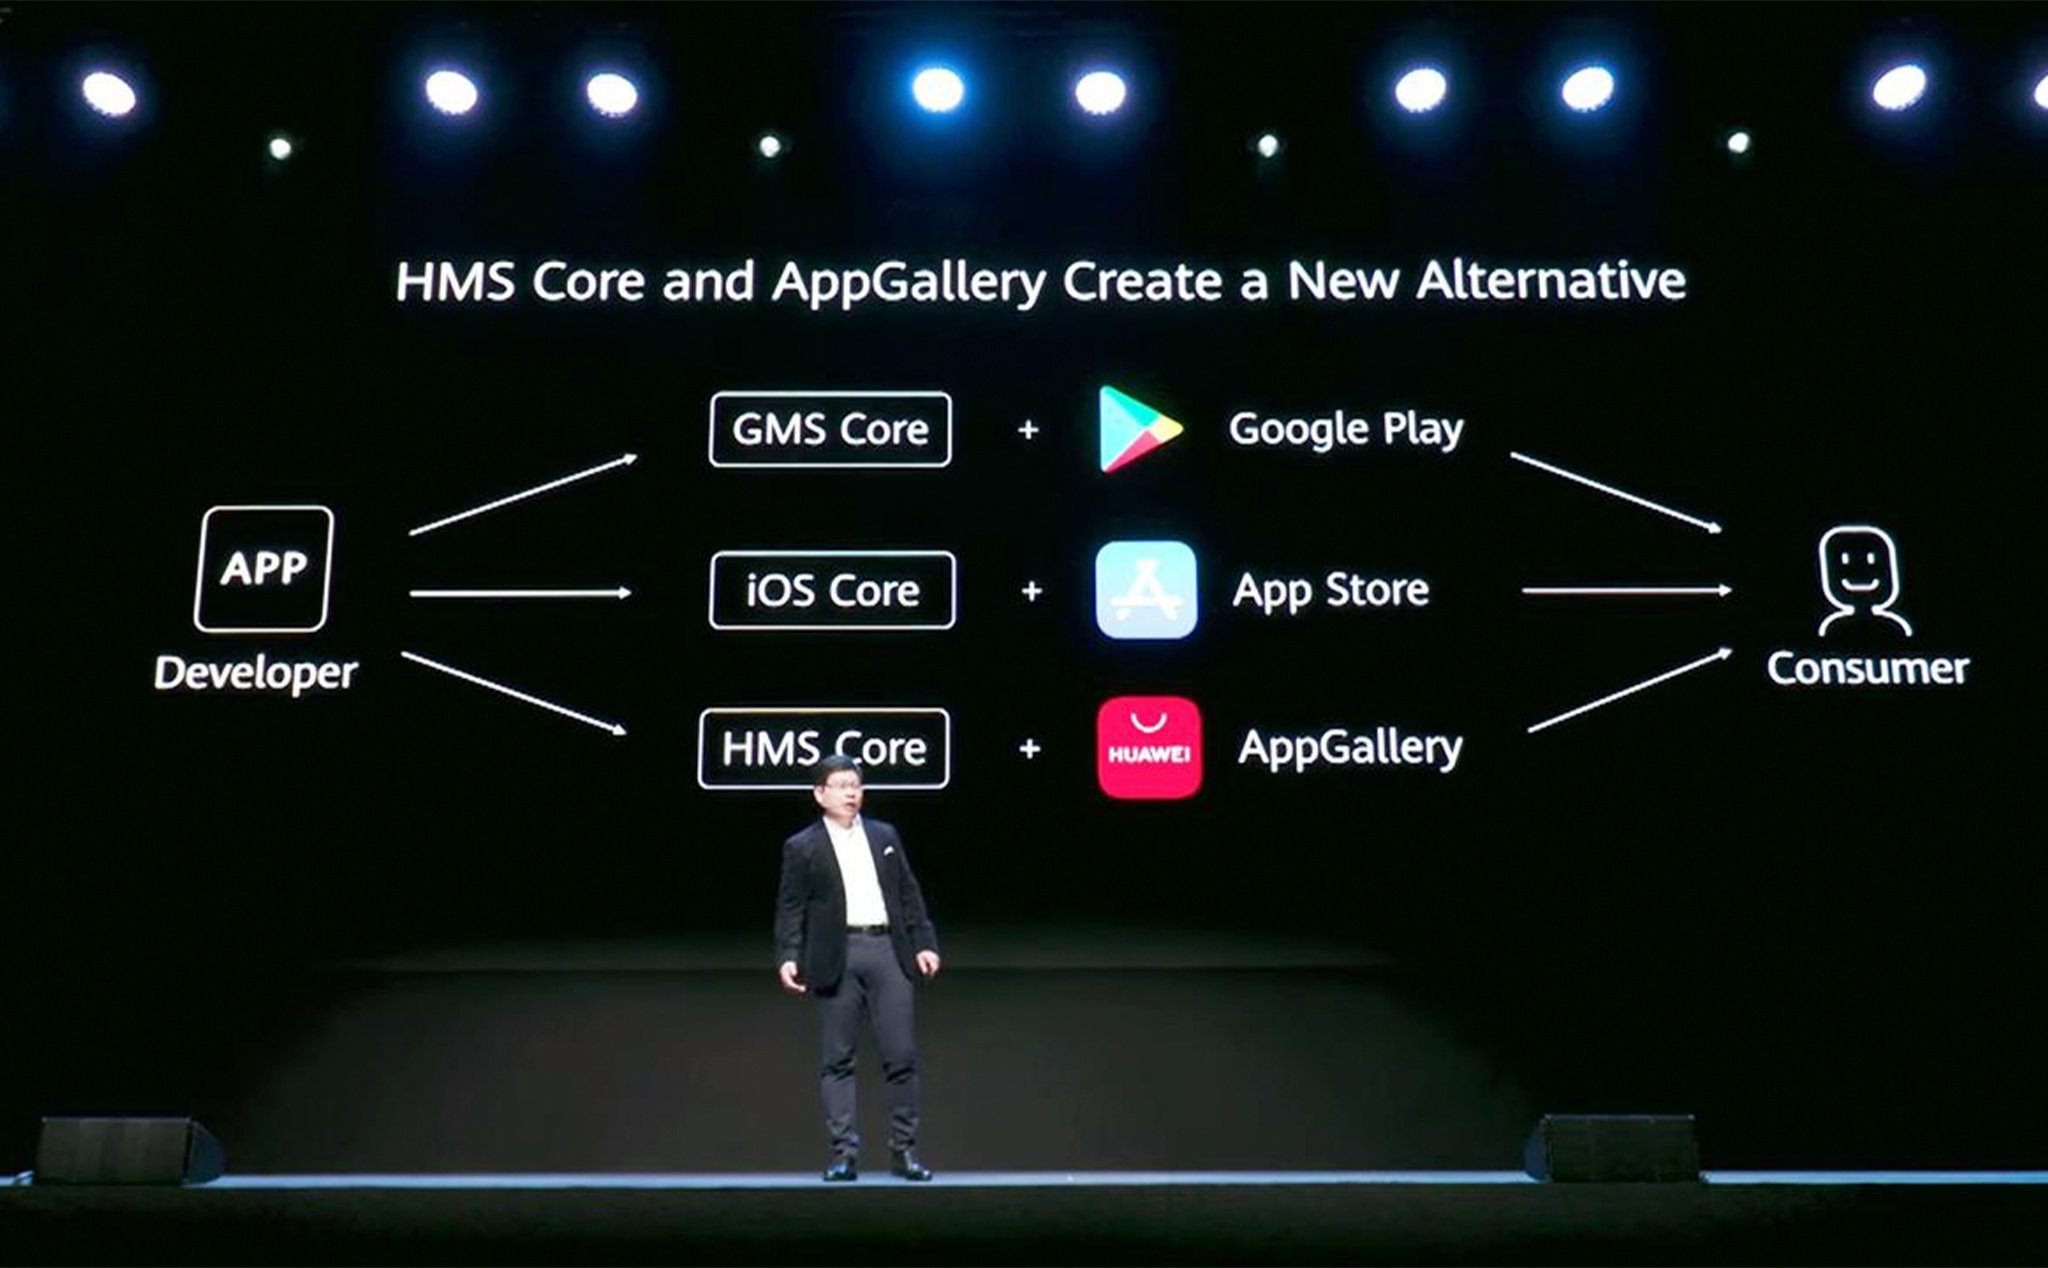 HMS Core and AppGallery Create a New Alternative
GMS Core + Google Play
APP
iOS Core + App Store
Developer
Consumer
HMS Core + HUAWEI AppGallery